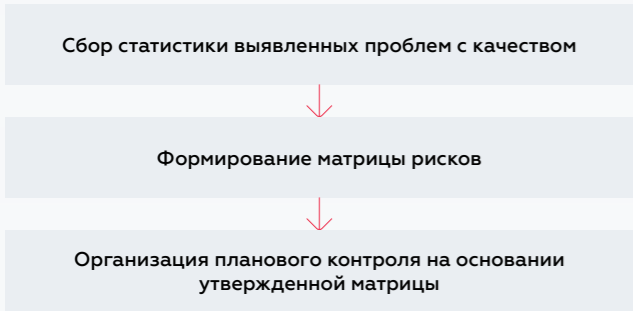 Сбор статистики выявленных проблем с качеством
Формирование матрицы рисков
Организация планового контроля на основании
утвержденной матрицы